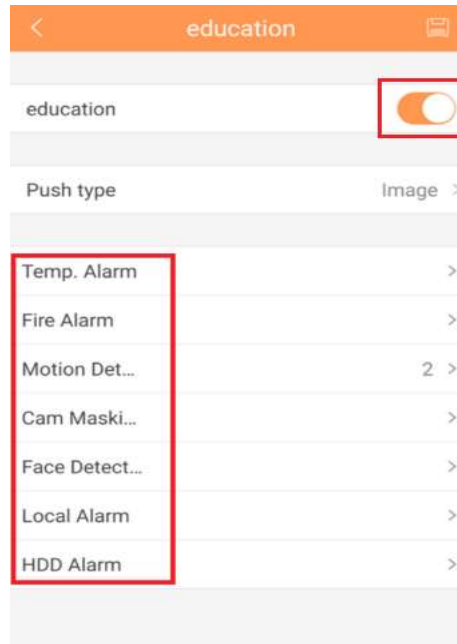 education
education
Push type Image
Temp. Alarm
Fire Alarm
Motion Det... 2
Cam Maski...
Face Detect...
Local Alarm
HDD Alarm